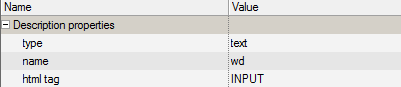 Name Value
Description properties
type text
name wd
html tag INPUT